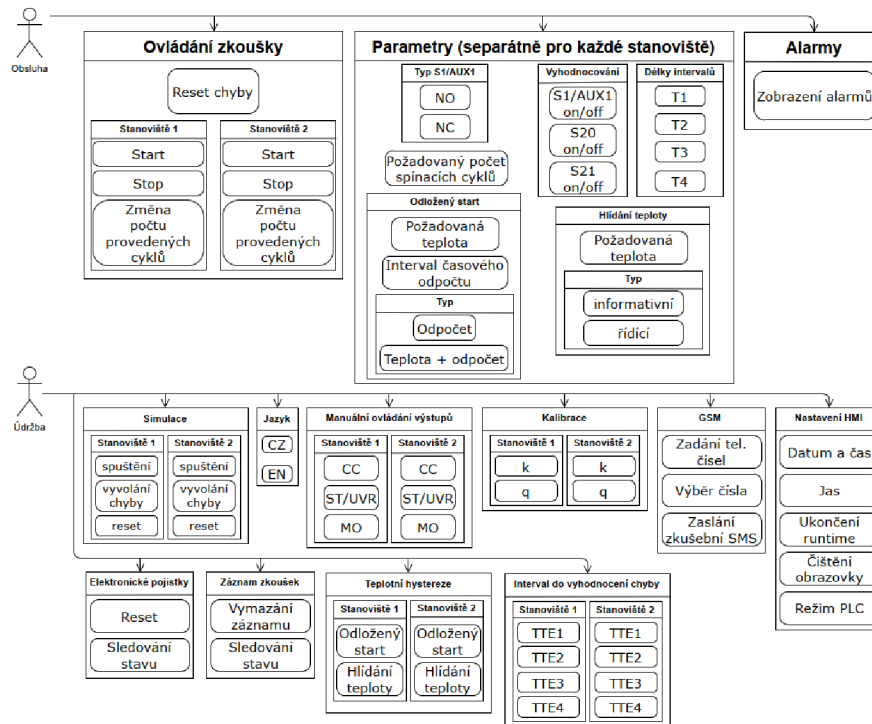 Obsluha
Ovládání zkoušky
Reset chyby
Stanoviště 1
Start
Stop
Změna
počtu
provedených
cyklů
Stanoviště 2
Start
Stop
Změna
počtu
provedených
cyklů
Parametry (separátně pro každé stanoviště)
Typ S1/AUX1
NO
NC
Požadovaný počet
spínacích cyklů
Vyhodnocování
S1/AUX1
on/off
S20
on/off
S21
on/off
Délky intervalů
T1
T2
T3
T4
Odložený start
Požadovaná
teplota
Interval časového
odpočtu
Typ
Odpočet
Teplota + odpočet
Hlídání teploty
Požadovaná
teplota
Typ
informativní
řídící
Alarmy
Zobrazení alarmů
Údržba
Simulace
Stanoviště 1
spuštění
vyvolání
chyby
reset
Stanoviště 2
spuštění
vyvolání
chyby
reset
Jazyk
CZ
EN
Manuální ovládání výstupů
Stanoviště 1
CC
ST/UVR
MO
Stanoviště 2
CC
ST/UVR
MO
Kalibrace
Stanoviště 1
k
q
Stanoviště 2
k
q
GSM
Zadání tel.
čísel
Výběr čísla
Zaslání
zkušební SMS
Nastavení HMI
Datum a čas
Jas
Ukončení
runtime
Čištění
obrazovky
Režim PLC
Elektronické pojistky
Reset
Sledování
stavu
Záznam zkoušek
Vymazání
záznamu
Sledování
stavu
Teplotní hystereze
Stanoviště 1
Odložený
start
Hlídání
teploty
Stanoviště 2
Odložený
start
Hlídání
teploty
Interval do vyhodnocení chyby
Stanoviště 1
TTE1
TTE2
TTE3
TTE4
Stanoviště 2
TTE1
TTE2
TTE3
TTE4